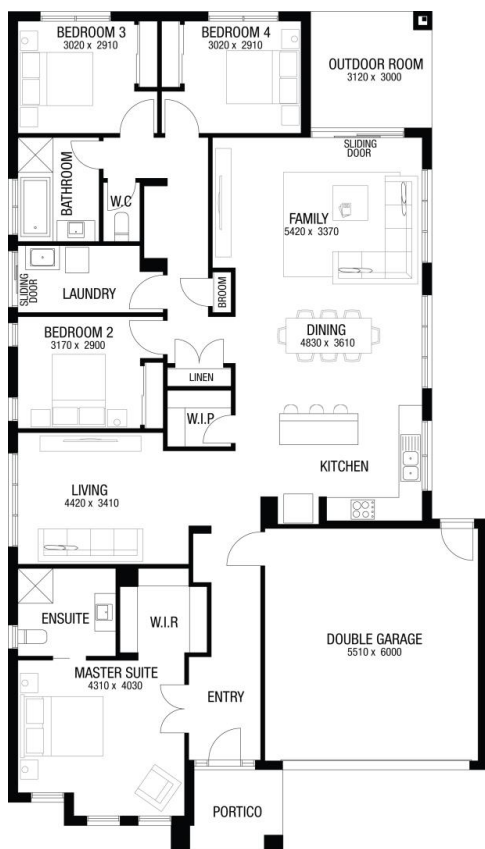 BEDROOM 3
3020 x 2910
BEDROOM 4
3020 x 2910
OUTDOOR ROOM
3120 x 3000
SLIDING
DOOR
BATHROOM
W.C
FAMILY
5420 x 3370
SLIDING
DOOR
LAUNDRY
BROOM
DINING
4830 x 3610
BEDROOM 2
3170 x 2900
LINEN
W.I.P
KITCHEN
LIVING
4420 x 3410
ENSUITE
W.I.R
DOUBLE GARAGE
5510 x 6000
MASTER SUITE
4310 x 4030
ENTRY
PORTICO